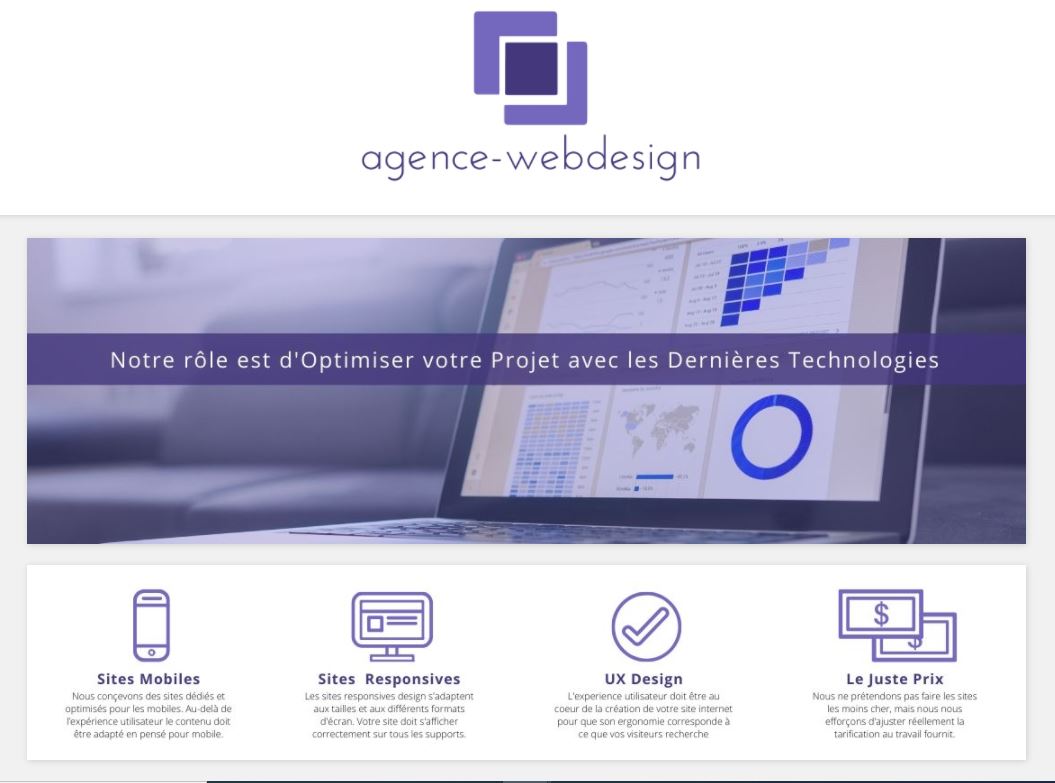 agence-webdesign
Notre rôle est d'Optimiser votre Projet avec les Dernières Technologies
Sites Mobiles
Nous conçevons des sites dédiés et
optimisés pour les mobiles. Au-delà de
l'expérience utilisateur le contenu doit
être adapté en pensé pour mobile.
Sites Responsives
Les sites responsives design s'adaptent
aux tailles et aux différents formats
d'écran. Votre site doit s'afficher
correctement sur tous les supports.
UX Design
L'experience utilisateur doit être au
coeur de la création de votre site internet
pour que son ergonomie corresponde à
ce que vos visiteurs recherche
$
$
Le Juste Prix
Nous ne prétendons pas faire les sites
les moins cher, mais nous nous
efforçons d'ajuster réellement la
tarification au travail fournit.